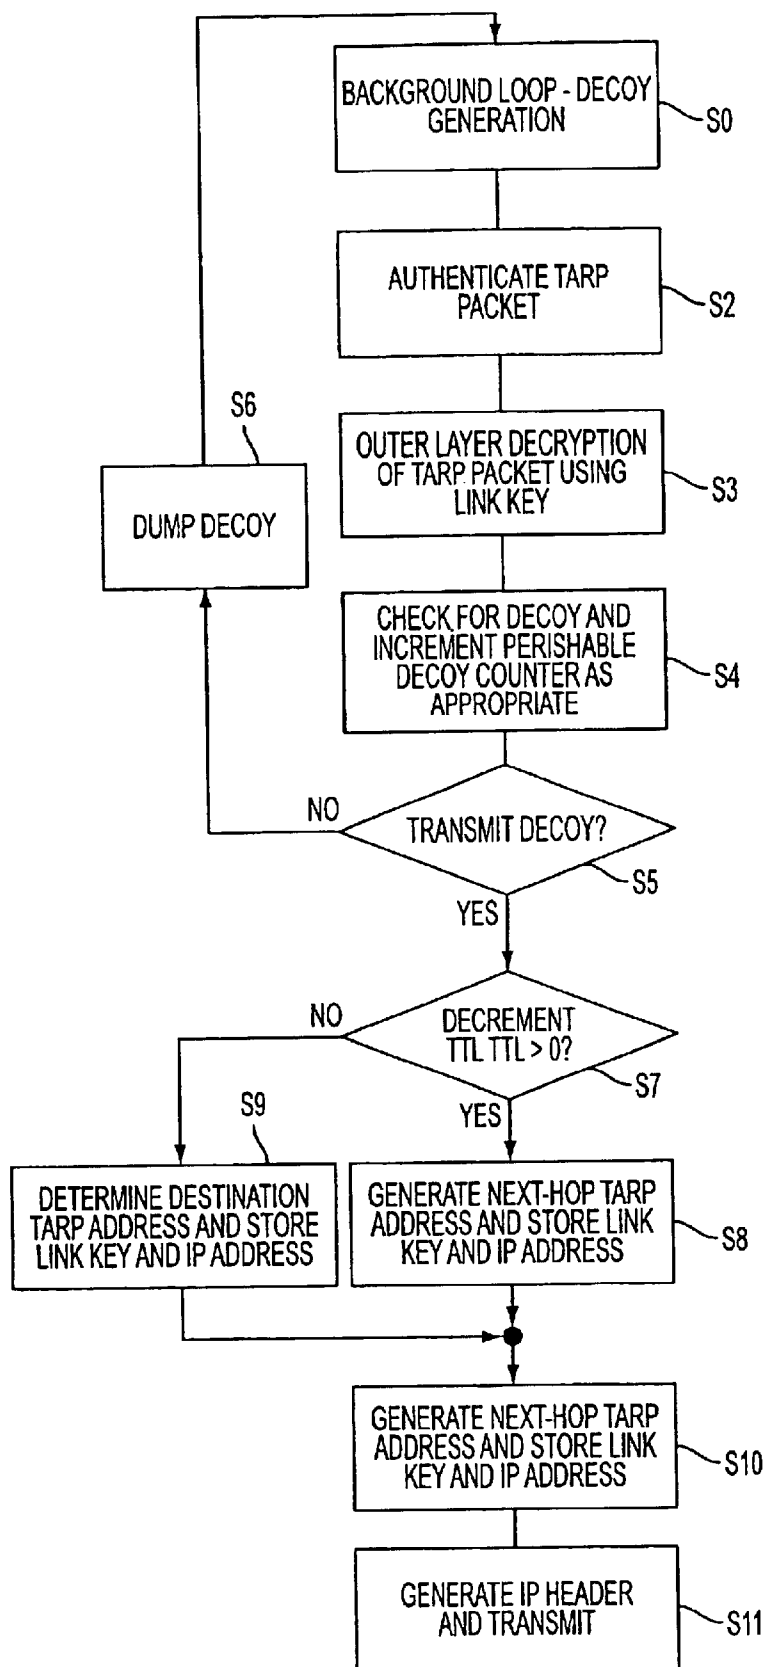 BACKGROUND LOOP - DECOY
GENERATION
S0
AUTHENTICATE TARP
PACKET
S2
S6
OUTER LAYER DECRYPTION
OF TARP PACKET USING
LINK KEY
S3
DUMP DECOY
CHECK FOR DECOY AND
INCREMENT PERISHABLE
DECOY COUNTER AS
APPROPRIATE
S4
NO
TRANSMIT DECOY?
S5
YES
NO
DECREMENT
TTL TTL > 0?
S7
YES
S9
DETERMINE DESTINATION
TARP ADDRESS AND STORE
LINK KEY AND IP ADDRESS
GENERATE NEXT-HOP TARP
ADDRESS AND STORE LINK
KEY AND IP ADDRESS
S8
GENERATE NEXT-HOP TARP
ADDRESS AND STORE LINK
KEY AND IP ADDRESS
S10
GENERATE IP HEADER
AND TRANSMIT
S11